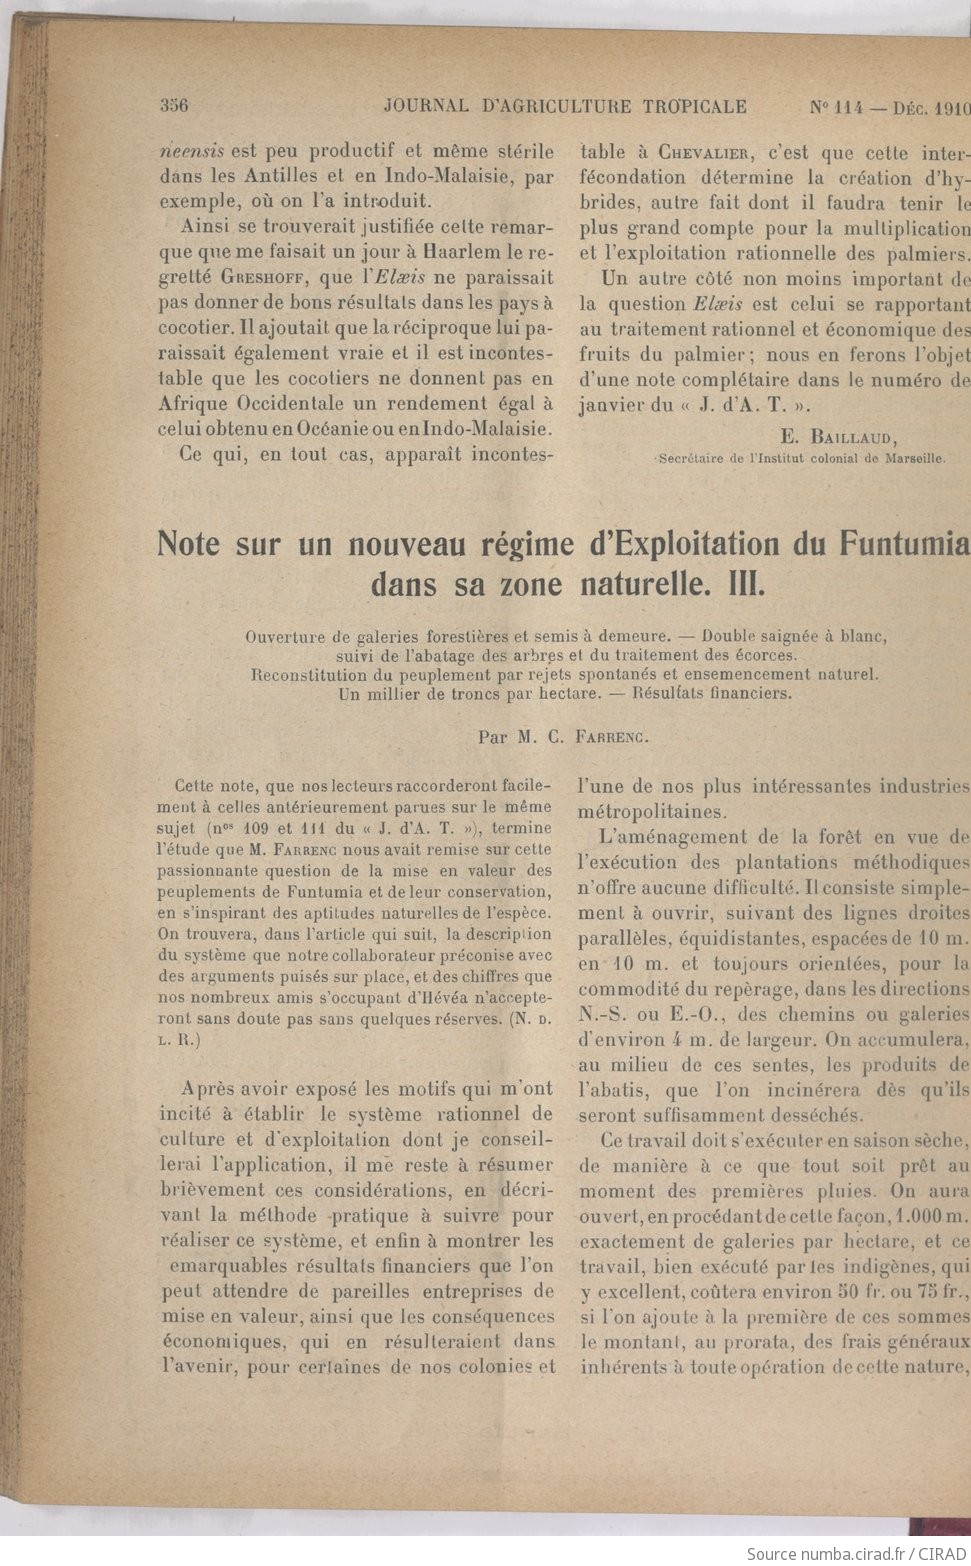 356
JOURNAL D'AGRICULTURE TROPICALE
N° 114 — DÉC. 1910
neensis est peu productif et même stérile
dans les Antilles et en Indo-Malaisie, par
exemple, où on l'a introduit.
Ainsi se trouverait justifiée cette remar-
que que me faisait un jour à Haarlem le re-
gretté GRESHOFF, que l'Elæis ne paraissait
pas donner de bons résultats dans les pays à
cocotier. Il ajoutait que la réciproque lui pa-
raissait également vraie et il est incontes-
table que les cocotiers ne donnent pas en
Afrique Occidentale un rendement égal à
celui obtenu en Océanie ou en Indo-Malaisie.
Ce qui, en tout cas, apparaît incontes-
table à CHEVALIER, c'est que cette inter-
fécondation détermine la création d'hy-
brides, autre fait dont il faudra tenir le
plus grand compte pour la multiplication
et l'exploitation rationnelle des palmiers.
Un autre côté non moins important de
la question Elæis est celui se rapportant
au traitement rationnel et économique des
fruits du palmier; nous en ferons l'objet
d'une note complétaire dans le numéro de
janvier du « J. d'A. T. ».
E. BAILLAUD,
Secrétaire de l'Institut colonial de Marseille.
Note sur un nouveau régime d'Exploitation du Funtumia
dans sa zone naturelle. III.
Ouverture de galeries forestières et semis à demeure. — Double saignée à blanc,
suivi de l'abatage des arbres et du traitement des écorces.
Reconstitution du peuplement par rejets spontanés et ensemencement naturel.
Un millier de troncs par hectare. — Résultats financiers.
Par M. C. FARRENC.
Cette note, que nos lecteurs raccorderont facile-
ment à celles antérieurement parues sur le même
sujet (nos 109 et 111 du « J. d'A. T. »), termine
l'étude que M. FARRENC nous avait remise sur cette
passionnante question de la mise en valeur des
peuplements de Funtumia et de leur conservation,
en s'inspirant des aptitudes naturelles de l'espèce.
On trouvera, dans l'article qui suit, la description
du système que notre collaborateur préconise avec
des arguments puisés sur place, et des chiffres que
nos nombreux amis s'occupant d'Hévéa n'accepte-
ront sans doute pas sans quelques réserves. (N. D.
L. R.)
Après avoir exposé les motifs qui m'ont
incité à établir le système rationnel de
culture et d'exploitation dont je conseil-
lerai l'application, il me reste à résumer
brièvement ces considérations, en décri-
vant la méthode pratique à suivre pour
réaliser ce système, et enfin à montrer les
emarquables résultats financiers que l'on
peut attendre de pareilles entreprises de
mise en valeur, ainsi que les conséquences
économiques, qui en résulteraient dans
l'avenir, pour certaines de nos colonies et
l'une de nos plus intéressantes industries
métropolitaines.
L'aménagement de la forêt en vue de
l'exécution des plantations méthodiques
n'offre aucune difficulté. Il consiste simple-
ment à ouvrir, suivant des lignes droites
parallèles, équidistantes, espacées de 10 m.
en 10 m. et toujours orientées, pour la
commodité du repèrage, dans les directions
N.-S. ou E.-O., des chemins ou galeries
d'environ 4 m. de largeur. On accumulera,
au milieu de ces sentes, les produits de
l'abatis, que l'on incinérera dès qu'ils
seront suffisamment desséchés.
Ce travail doit s'exécuter en saison sèche,
de manière à ce que tout soit prêt au
moment des premières pluies. On aura
ouvert, en procédant de cette façon, 1.000 m.
exactement de galeries par hectare, et ce
travail, bien exécuté par les indigènes, qui
y excellent, coûtera environ 50 fr. ou 75 fr.,
si l'on ajoute à la première de ces sommes
le montant, au prorata, des frais généraux
inhérents à toute opération de cette nature,
Source numba.cirad.fr / CIRAD